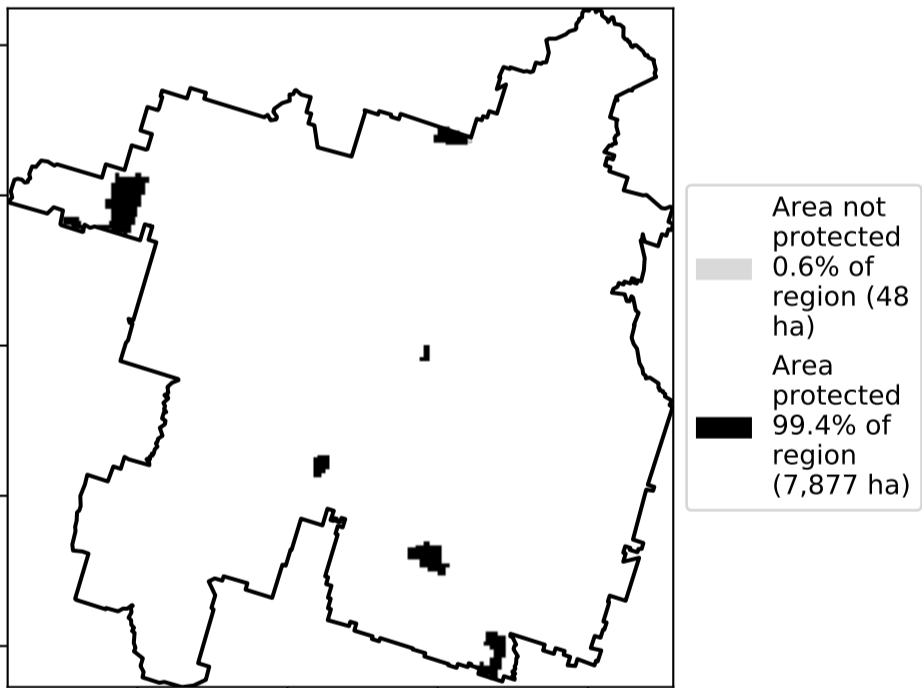 Area not
protected
0.6% of
region (48
ha)
Area
protected
99.4% of
region
(7,877 ha)